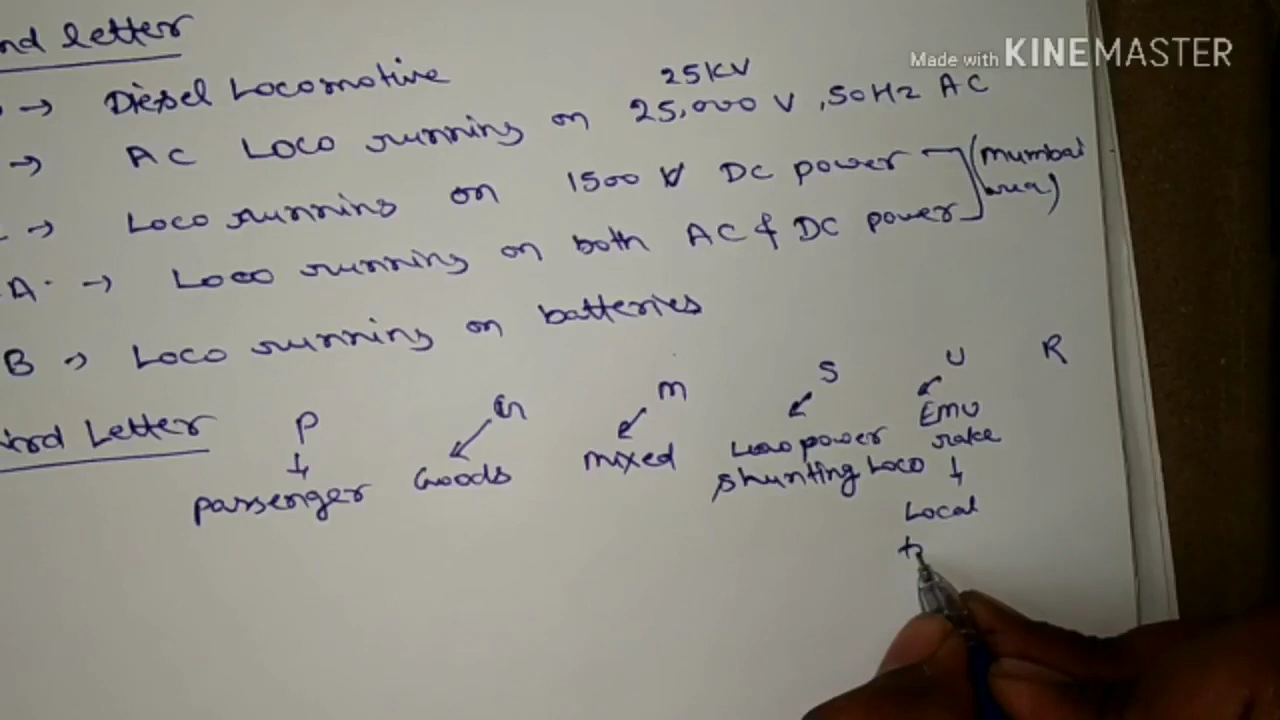 Made with KINEMASTER
nd letter
→ Diesel Locomotive
25KV
→ AC Loco running on 25,000 V, 50Hz AC
→ Loco running on 1500 V DC power (mumbai area)
A → Loco running on both AC & DC power
B → Loco running on batteries
ird Letter P G M S U R
passenger Goods mixed Low power shunting Loco EMU rake
Local